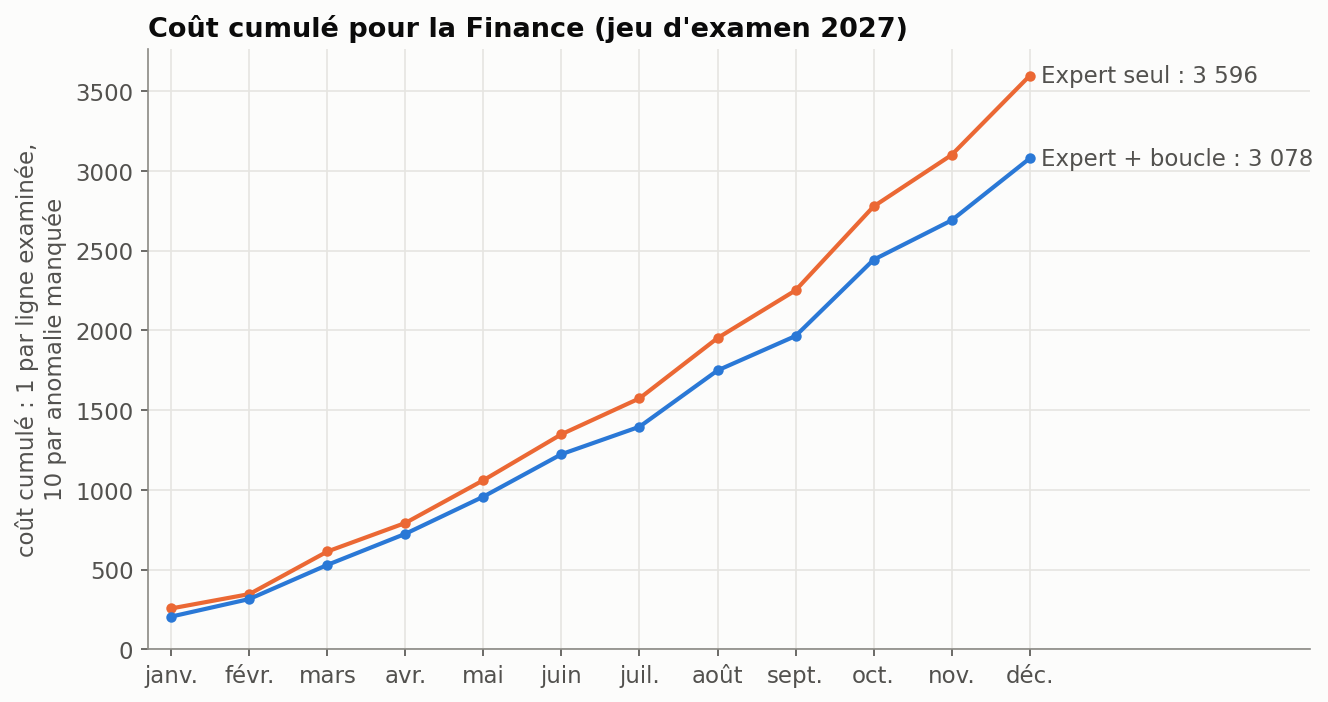 Coût cumulé pour la Finance (jeu d'examen 2027)
coût cumulé : 1 par ligne examinée,
10 par anomalie manquée
3500
3000
2500
2000
1500
1000
500
0
Expert seul : 3 596
Expert + boucle : 3 078
janv. févr. mars avr. mai juin juil. août sept. oct. nov. déc.